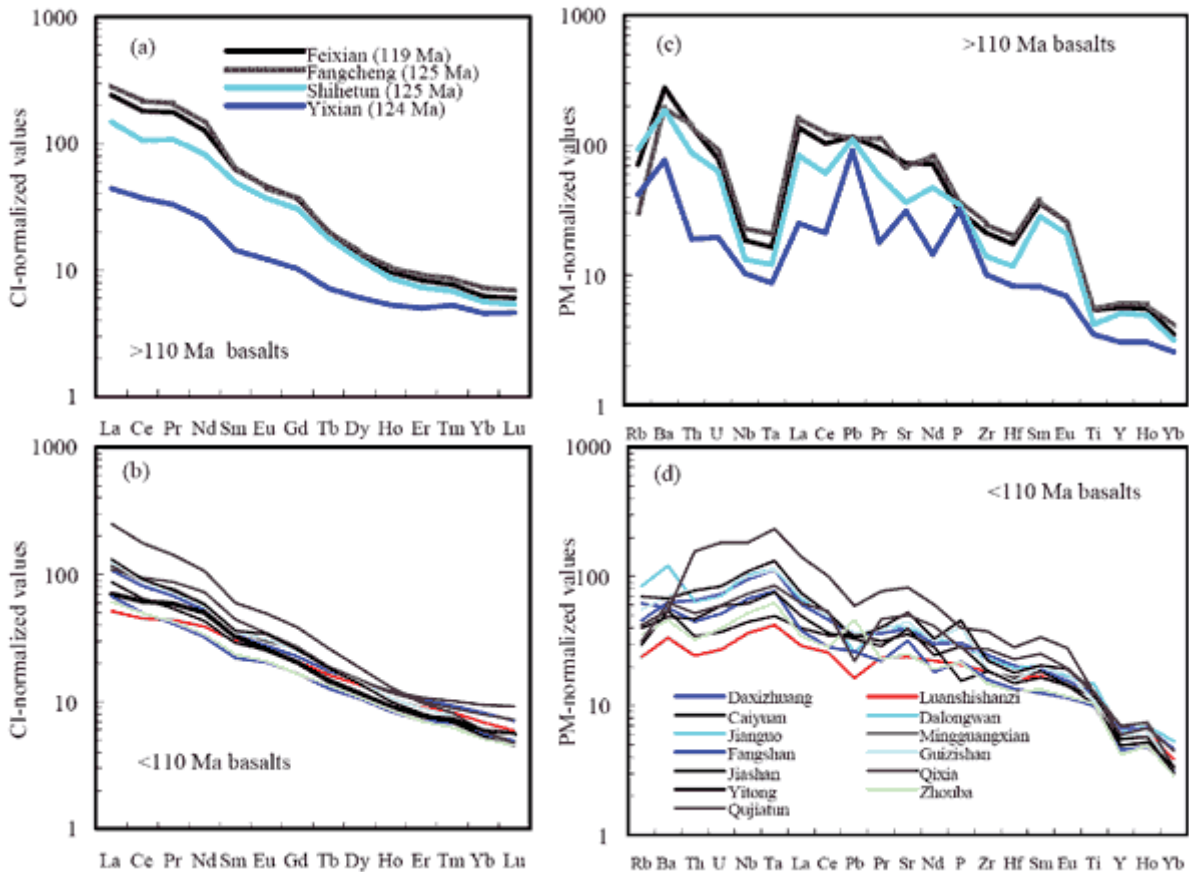 1000
100
10
1
CI-normalized values
(a)
Feixian (119 Ma)
Fangcheng (125 Ma)
Shihetun (125 Ma)
Yixian (124 Ma)
>110 Ma basalts
La Ce Pr Nd Sm Eu Gd Tb Dy Ho Er Tm Yb Lu
1000
100
10
1
PM-normalized values
(c)
>110 Ma basalts
Rb Ba Th U Nb Ta La Ce Pb Pr Sr Nd P Zr Hf Sm Eu Ti Y Ho Yb
1000
100
10
1
CI-normalized values
(b)
<110 Ma basalts
La Ce Pr Nd Sm Eu Gd Tb Dy Ho Er Tm Yb Lu
1000
100
10
1
PM-normalized values
(d)
<110 Ma basalts
Daxizhuang
Caiyuan
Jianguo
Fangshan
Jiashan
Yitong
Qujiatun
Luanshishanzi
Dalongwan
Mingguangxian
Guizishan
Qixia
Zhouba
Rb Ba Th U Nb Ta La Ce Pb Pr Sr Nd P Zr Hf Sm Eu Ti Y Ho Yb